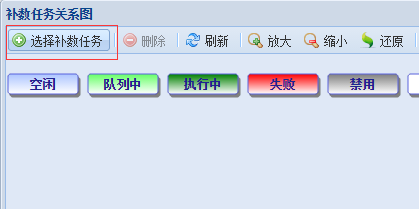 补数任务关系图
选择补数任务 删除 刷新 放大 缩小 还原
空闲 队列中 执行中 失败 禁用